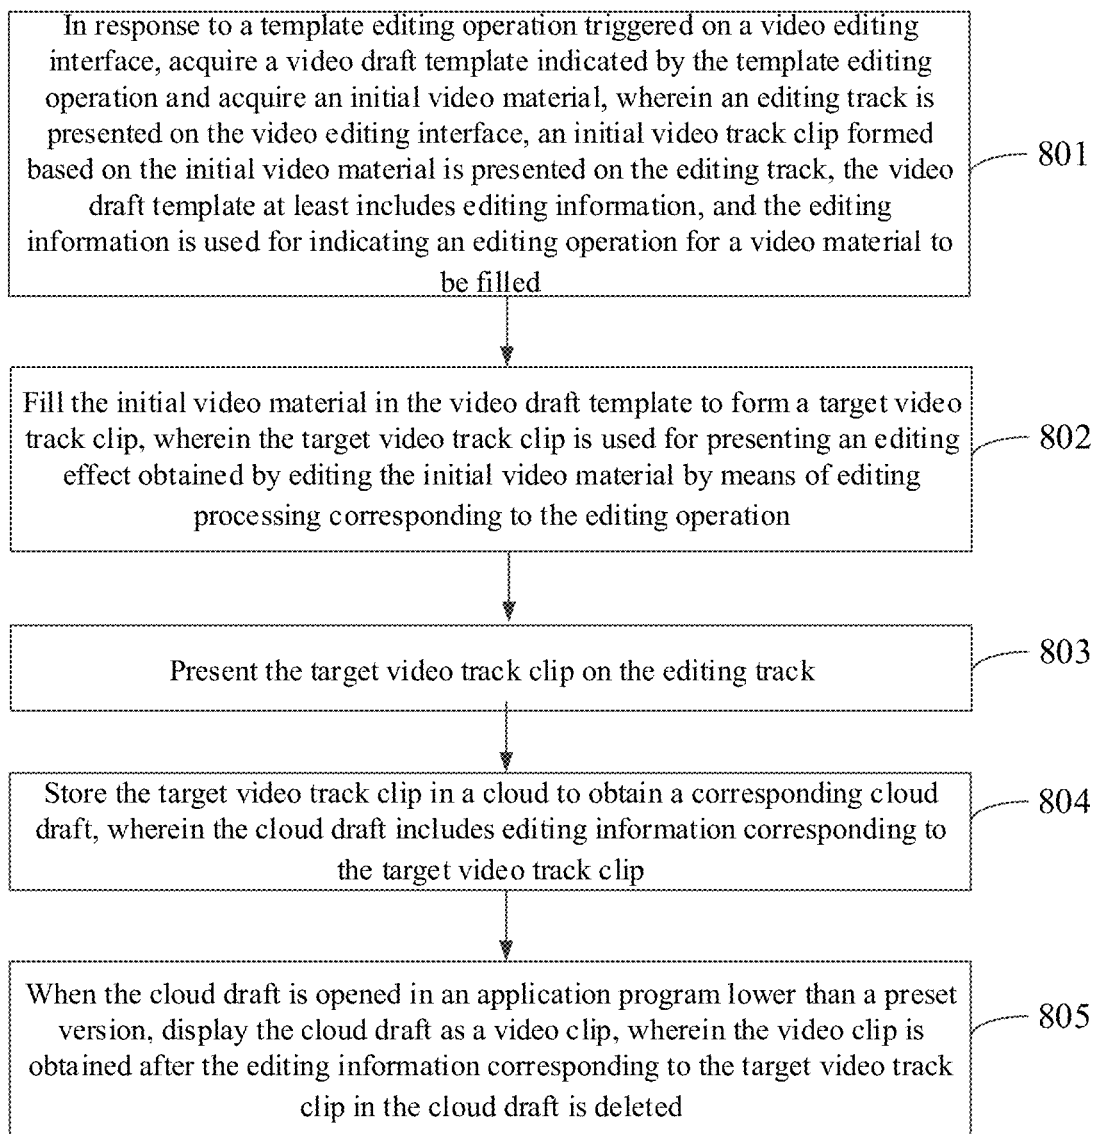 In response to a template editing operation triggered on a video editing
interface, acquire a video draft template indicated by the template editing
operation and acquire an initial video material, wherein an editing track is
presented on the video editing interface, an initial video track clip formed
based on the initial video material is presented on the editing track, the
video draft template at least includes editing information, and the editing
information is used for indicating an editing operation for a video material to
be filled
801
Fill the initial video material in the video draft template to form a target video
track clip, wherein the target video track clip is used for presenting an editing
effect obtained by editing the initial video material by means of editing
processing corresponding to the editing operation
802
Present the target video track clip on the editing track
803
Store the target video track clip in a cloud to obtain a corresponding cloud
draft, wherein the cloud draft includes editing information corresponding to
the target video track clip
804
When the cloud draft is opened in an application program lower than a preset
version, display the cloud draft as a video clip, wherein the video clip is
obtained after the editing information corresponding to the target video track
clip in the cloud draft is deleted
805